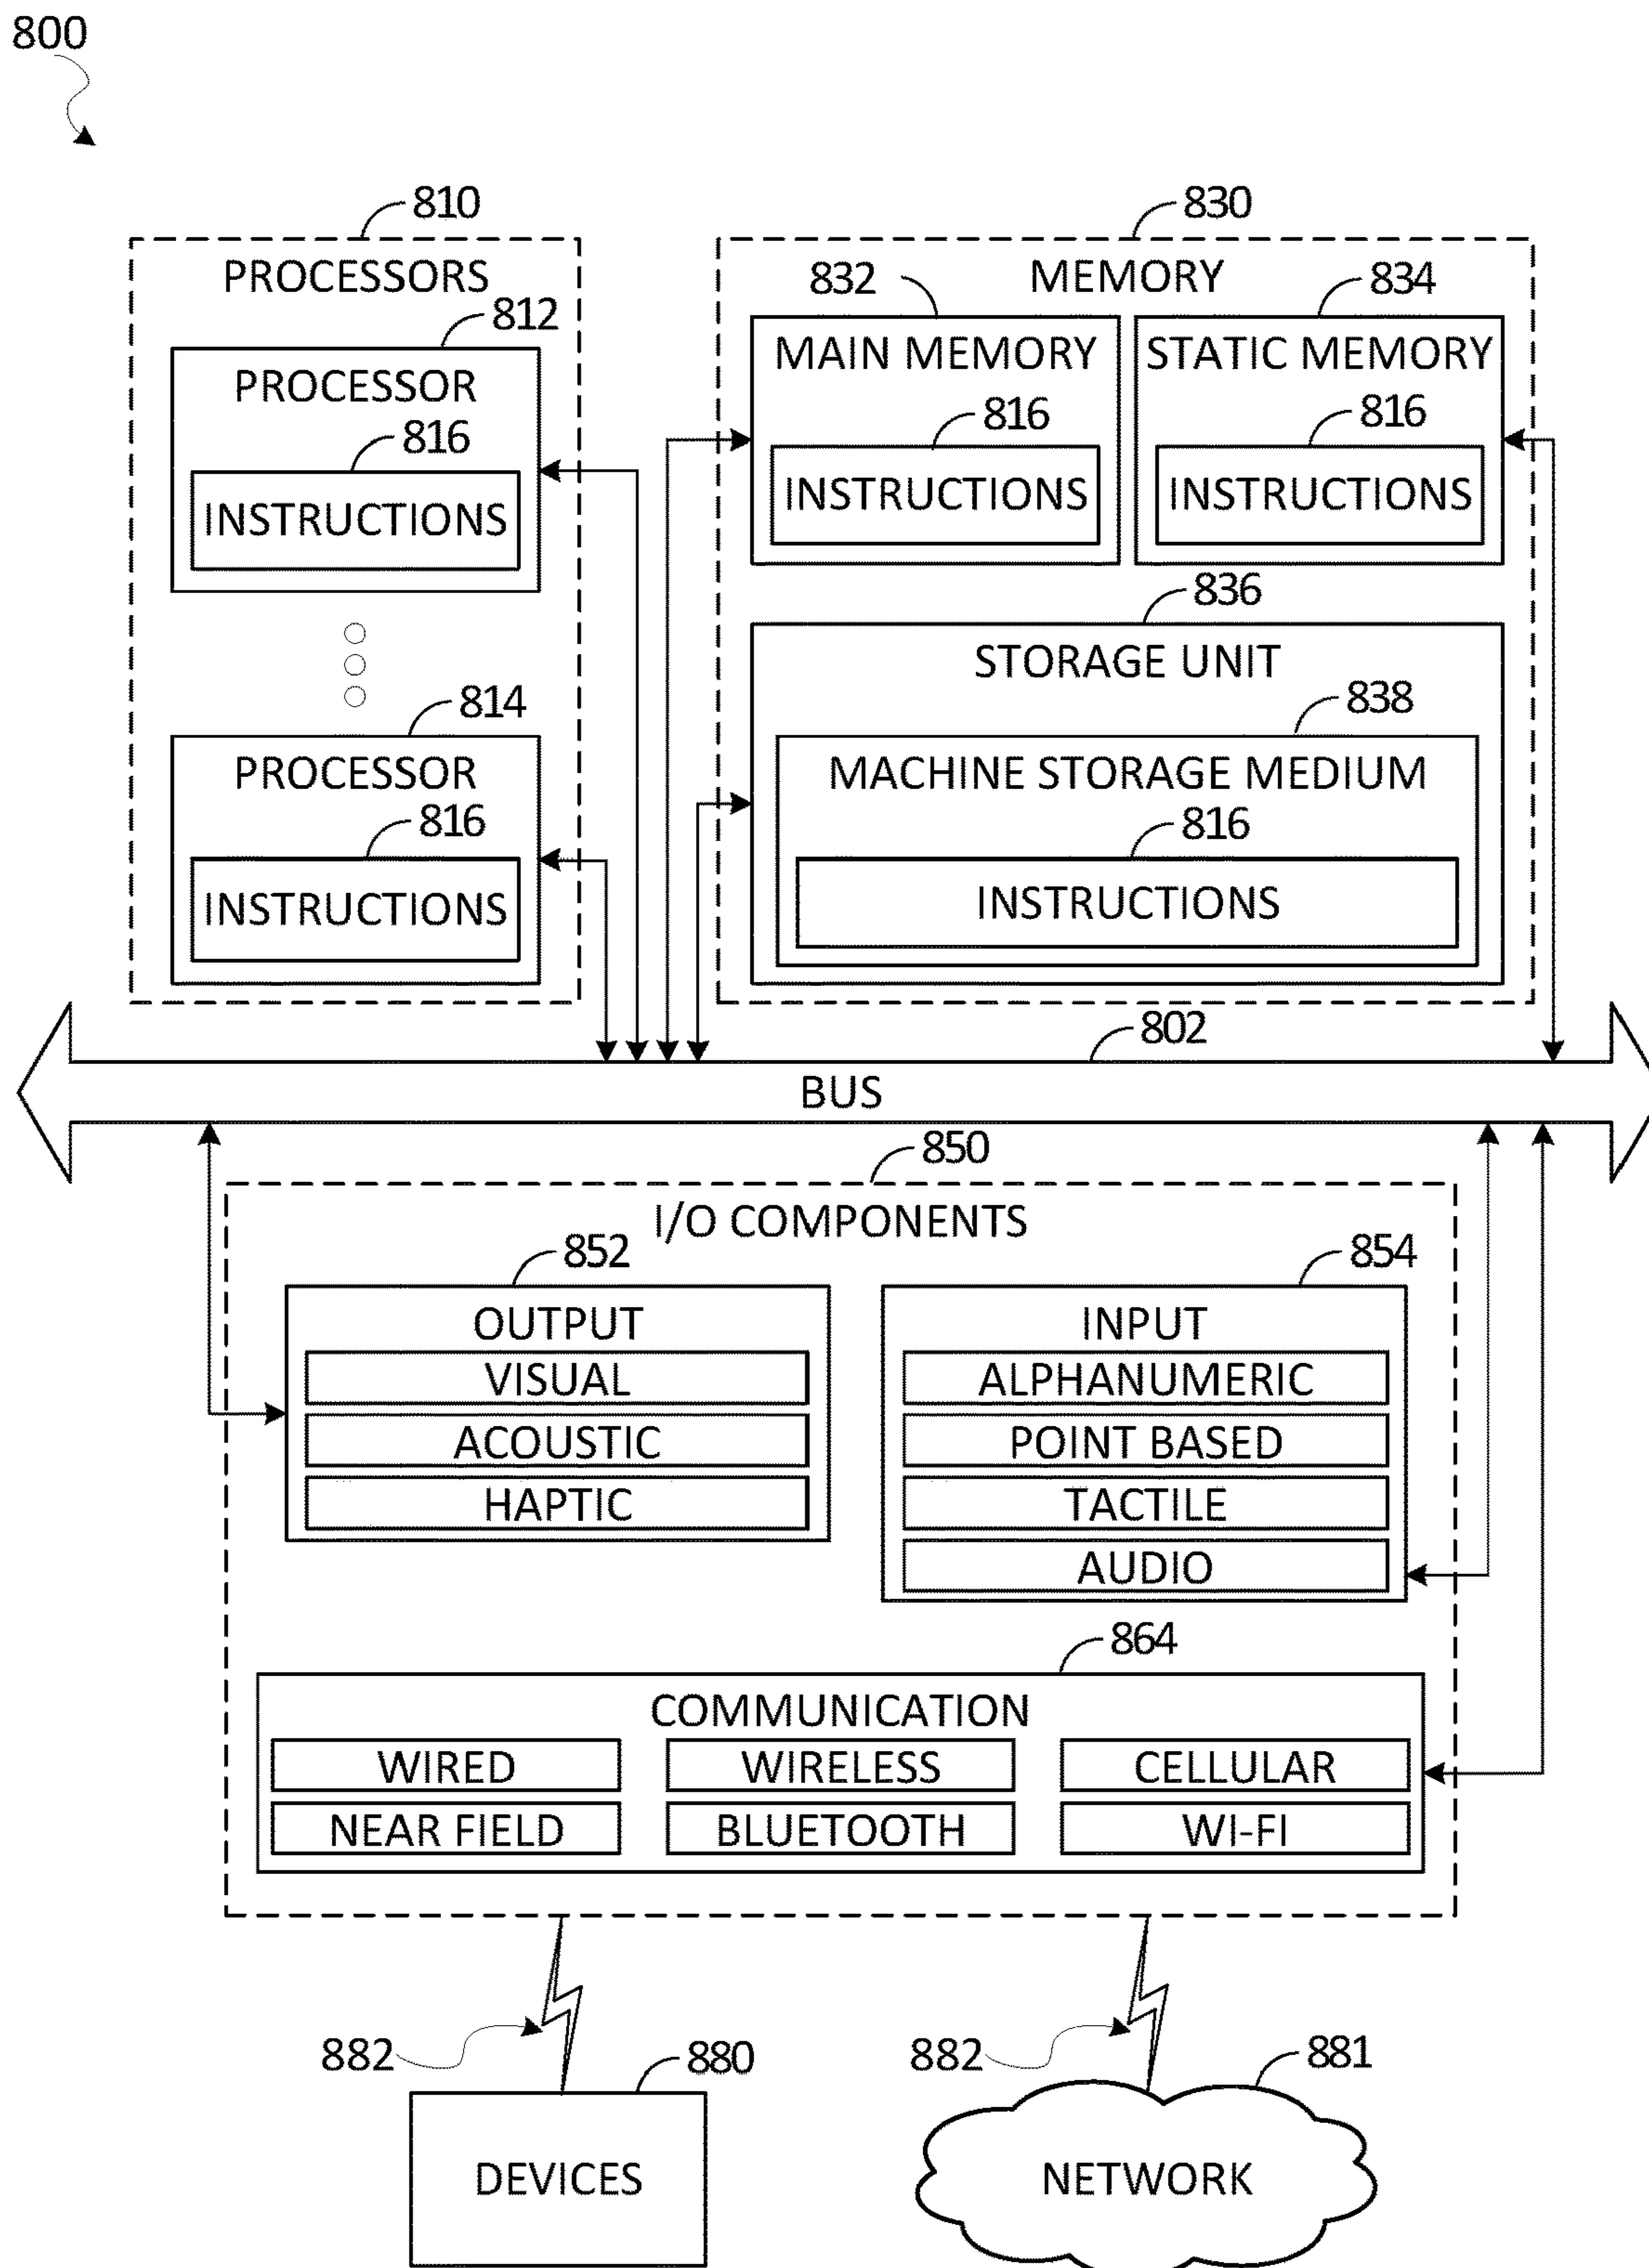 800
810
830
PROCESSORS
MEMORY
812
832
834
PROCESSOR
MAIN MEMORY
STATIC MEMORY
816
816
816
INSTRUCTIONS
INSTRUCTIONS
INSTRUCTIONS
836
STORAGE UNIT
814
838
PROCESSOR
MACHINE STORAGE MEDIUM
816
816
INSTRUCTIONS
INSTRUCTIONS
802
BUS
850
I/O COMPONENTS
852
854
OUTPUT
INPUT
VISUAL
ALPHANUMERIC
ACOUSTIC
POINT BASED
HAPTIC
TACTILE
AUDIO
864
COMMUNICATION
WIRED
WIRELESS
CELLULAR
NEAR FIELD
BLUETOOTH
WI-FI
882
880
882
881
DEVICES
NETWORK